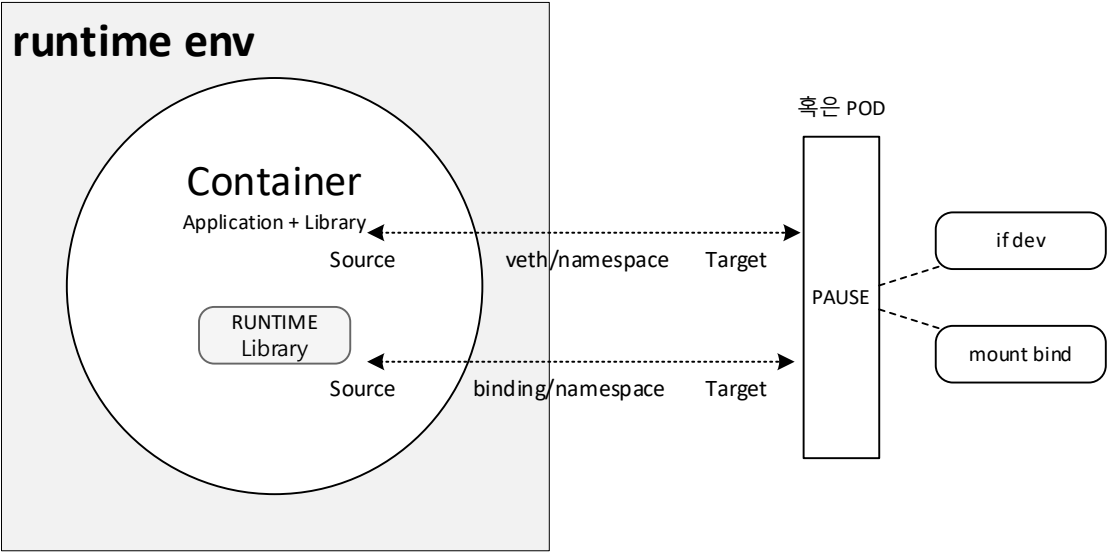 runtime env
혹은 POD
Container
Application + Library
Source veth/namespace Target
if dev
PAUSE
RUNTIME
Library
mount bind
Source binding/namespace Target